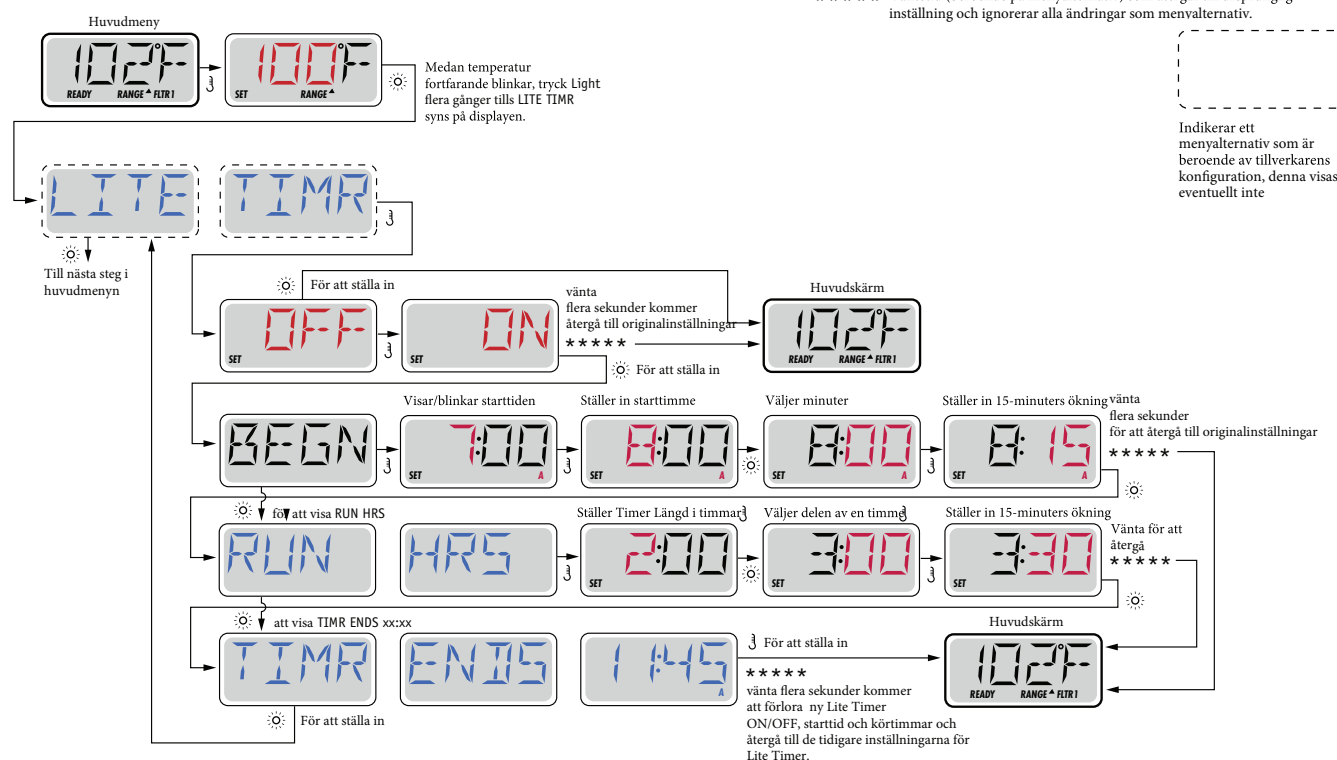 inställning och ignorerar alla ändringar som menyalternativ.
Huvudmeny
102°F
READY RANGE FLTR1
100°F
SET RANGE
Medan temperatur
fortfarande blinkar, tryck Light
flera gånger tills LITE TIMR
syns på displayen.
Indikerar ett
menyalternativ som är
beroende av tillverkarens
konfiguration, denna visas
eventuellt inte
LITE
TIMR
Till nästa steg i
huvudmenyn
För att ställa in
OFF
SET
ON
SET
vänta
flera sekunder kommer
återgå till originalinställningar
*****
Huvudskärm
102°F
READY RANGE FLTR1
För att ställa in
BEGN
Visar/blinkar starttiden
7:00
SET A
Ställer in starttimme
8:00
SET A
Väljer minuter
8:00
SET A
Ställer in 15-minuters ökning
8:15
SET A
vänta
flera sekunder
för att återgå till originalinställningar
*****
för att visa RUN HRS
RUN
HRS
Ställer Timer Längd i timmar
2:00
SET
Väljer delen av en timme
3:00
SET
Ställer in 15-minuters ökning
3:30
SET
Vänta för att
återgå
*****
att visa TIMR ENDS xx:xx
TIMR
ENDS
11:45
A
För att ställa in
*****
vänta flera sekunder kommer
att förlora ny Lite Timer
ON/OFF, starttid och körtimmar och
återgå till de tidigare inställningarna för
Lite Timer.
Huvudskärm
102°F
READY RANGE FLTR1
För att ställa in